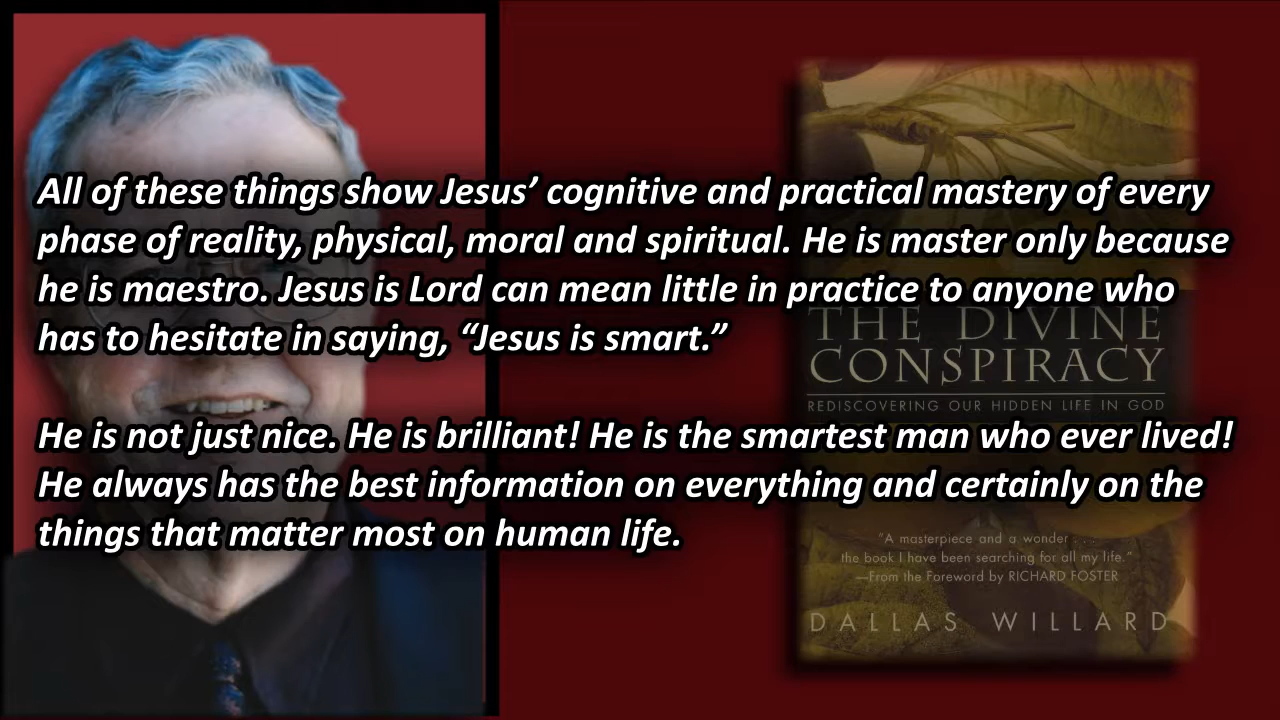 All of these things show Jesus’ cognitive and practical mastery of every
phase of reality, physical, moral and spiritual. He is master only because
he is maestro. Jesus is Lord can mean little in practice to anyone who
has to hesitate in saying, “Jesus is smart.”
He is not just nice. He is brilliant! He is the smartest man who ever lived!
He always has the best information on everything and certainly on the
things that matter most on human life.
THE DIVINE
CONSPIRACY
REDISCOVERING OUR HIDDEN LIFE IN GOD
“A masterpiece and a wonder . . .
the book I have been searching for all my life.”
—From the Foreword by RICHARD FOSTER
DALLAS WILLARD